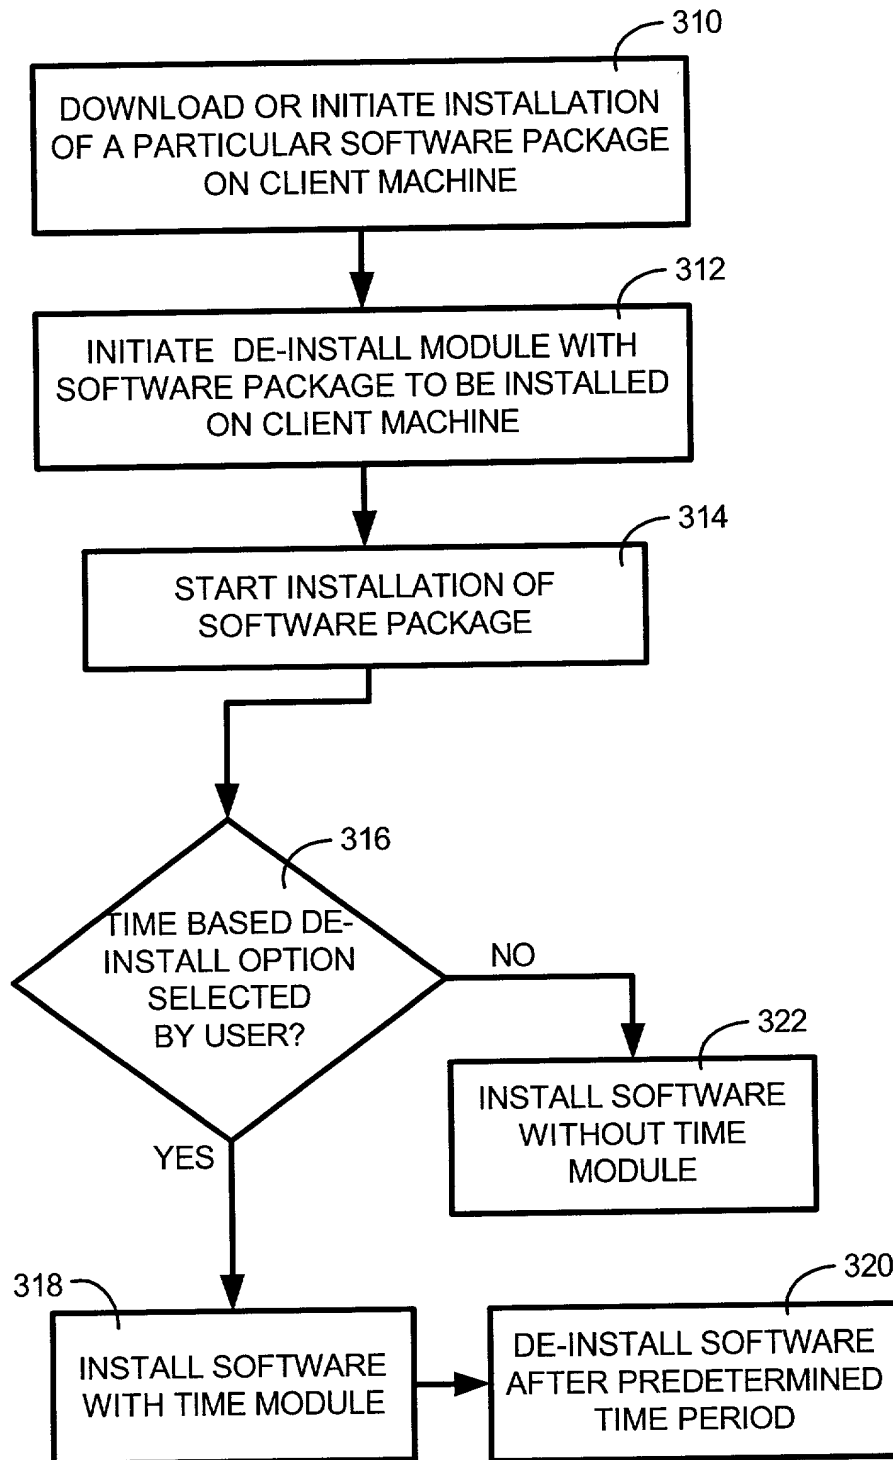 310
DOWNLOAD OR INITIATE INSTALLATION
OF A PARTICULAR SOFTWARE PACKAGE
ON CLIENT MACHINE
312
INITIATE DE-INSTALL MODULE WITH
SOFTWARE PACKAGE TO BE INSTALLED
ON CLIENT MACHINE
314
START INSTALLATION OF
SOFTWARE PACKAGE
316
TIME BASED DE-
INSTALL OPTION
SELECTED
BY USER?
NO
322
INSTALL SOFTWARE
WITHOUT TIME
MODULE
YES
318
INSTALL SOFTWARE
WITH TIME MODULE
320
DE-INSTALL SOFTWARE
AFTER PREDETERMINED
TIME PERIOD